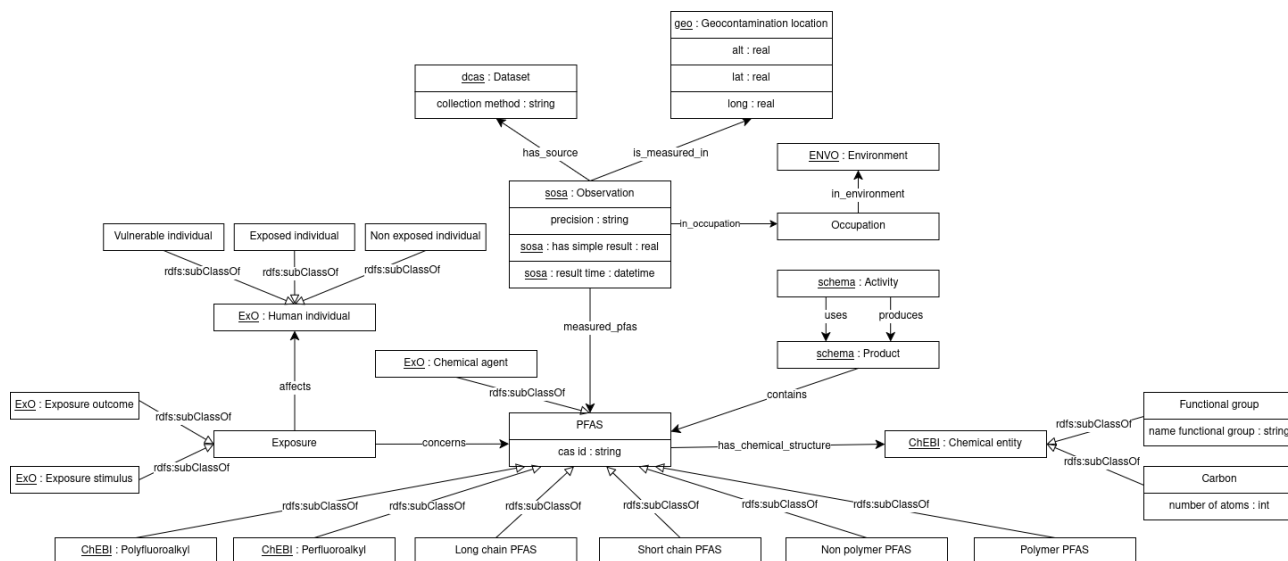 geo : Geocontamination location
alt : real
lat : real
long : real
dcas : Dataset
collection method : string
has_source
is_measured_in
ENVO : Environment
in_environment
Occupation
sosa : Observation
precision : string
sosa : has simple result : real
sosa : result time : datetime
in_occupation
Vulnerable individual
Exposed individual
Non exposed individual
rdfs:subClassOf
rdfs:subClassOf
rdfs:subClassOf
ExO : Human individual
schema : Activity
uses
produces
schema : Product
measured_pfas
ExO : Chemical agent
rdfs:subClassOf
affects
contains
ExO : Exposure outcome
rdfs:subClassOf
Exposure
concerns
ExO : Exposure stimulus
rdfs:subClassOf
PFAS
cas id : string
has_chemical_structure
ChEBI : Chemical entity
Functional group
name functional group : string
rdfs:subClassOf
rdfs:subClassOf
Carbon
number of atoms : int
rdfs:subClassOf
rdfs:subClassOf
rdfs:subClassOf
rdfs:subClassOf
rdfs:subClassOf
rdfs:subClassOf
ChEBI : Polyfluoroalkyl
ChEBI : Perfluoroalkyl
Long chain PFAS
Short chain PFAS
Non polymer PFAS
Polymer PFAS